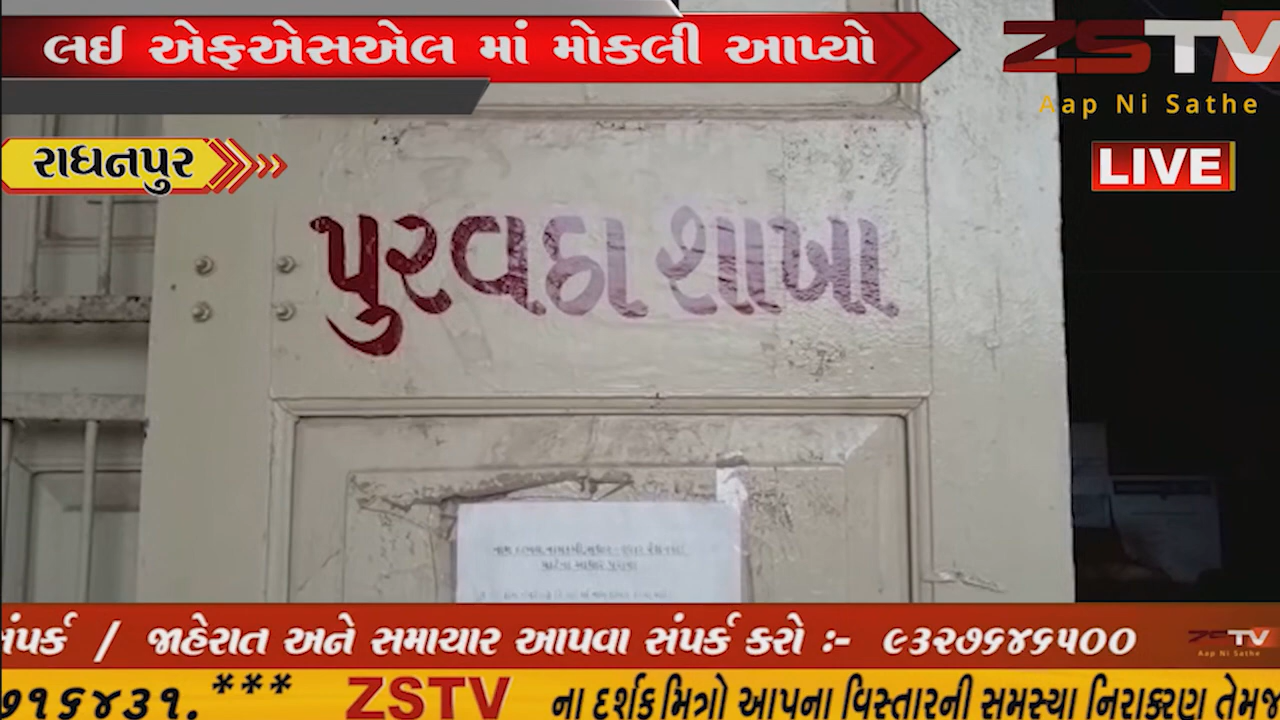 લઈ એફએસએલ માં મોકલી આપ્યો
ZSTV
Aap Ni Sathe
રાધનપુર
LIVE
પુરવઠા શાખા
સંપર્ક / જાહેરાત અને સમાચાર આપવા સંપર્ક કરો :- ૯૩૨૭૬૪૬૫૦૦
ZSTV
Aap Ni Sathe
૭૧૬૪૩૧.*** ZSTV ના દર્શક મિત્રો આપના વિસ્તારની સમસ્યા નિરાકરણ તેમજ